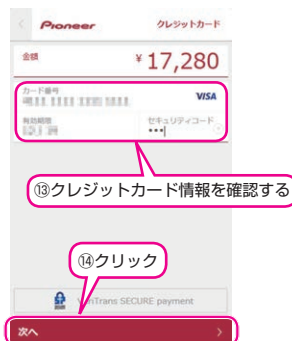 Pioneer クレジットカード
金額 ¥17,280
カード番号
VISA
有効期限 セキュリティコード
•••
⑬クレジットカード情報を確認する
⑭クリック
Trans SECURE payment
次へ